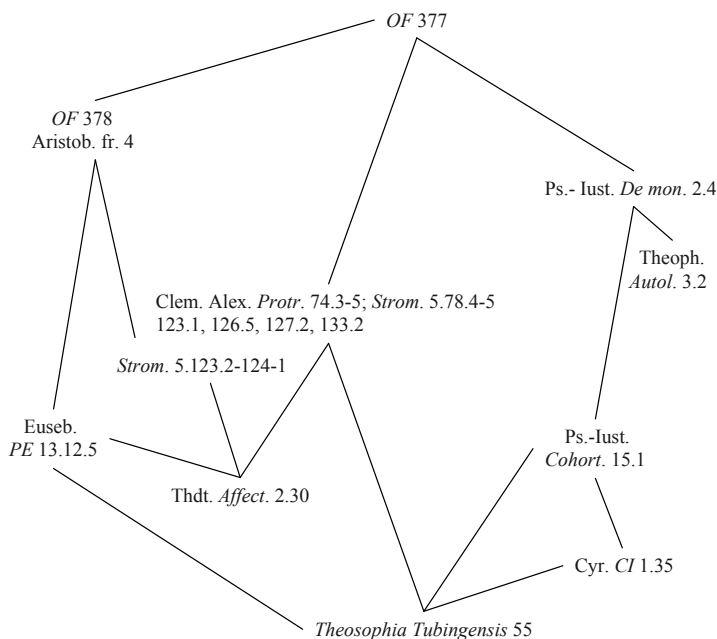 OF 377
OF 378
Aristob. fr. 4
Ps.- Iust. De mon. 2.4
Theoph.
Autol. 3.2
Clem. Alex. Protr. 74.3-5; Strom. 5.78.4-5
123.1, 126.5, 127.2, 133.2
Strom. 5.123.2-124-1
Euseb.
PE 13.12.5
Ps.-Iust.
Cohort. 15.1
Thdt. Affect. 2.30
Cyr. CI 1.35
Theosophia Tubingensis 55